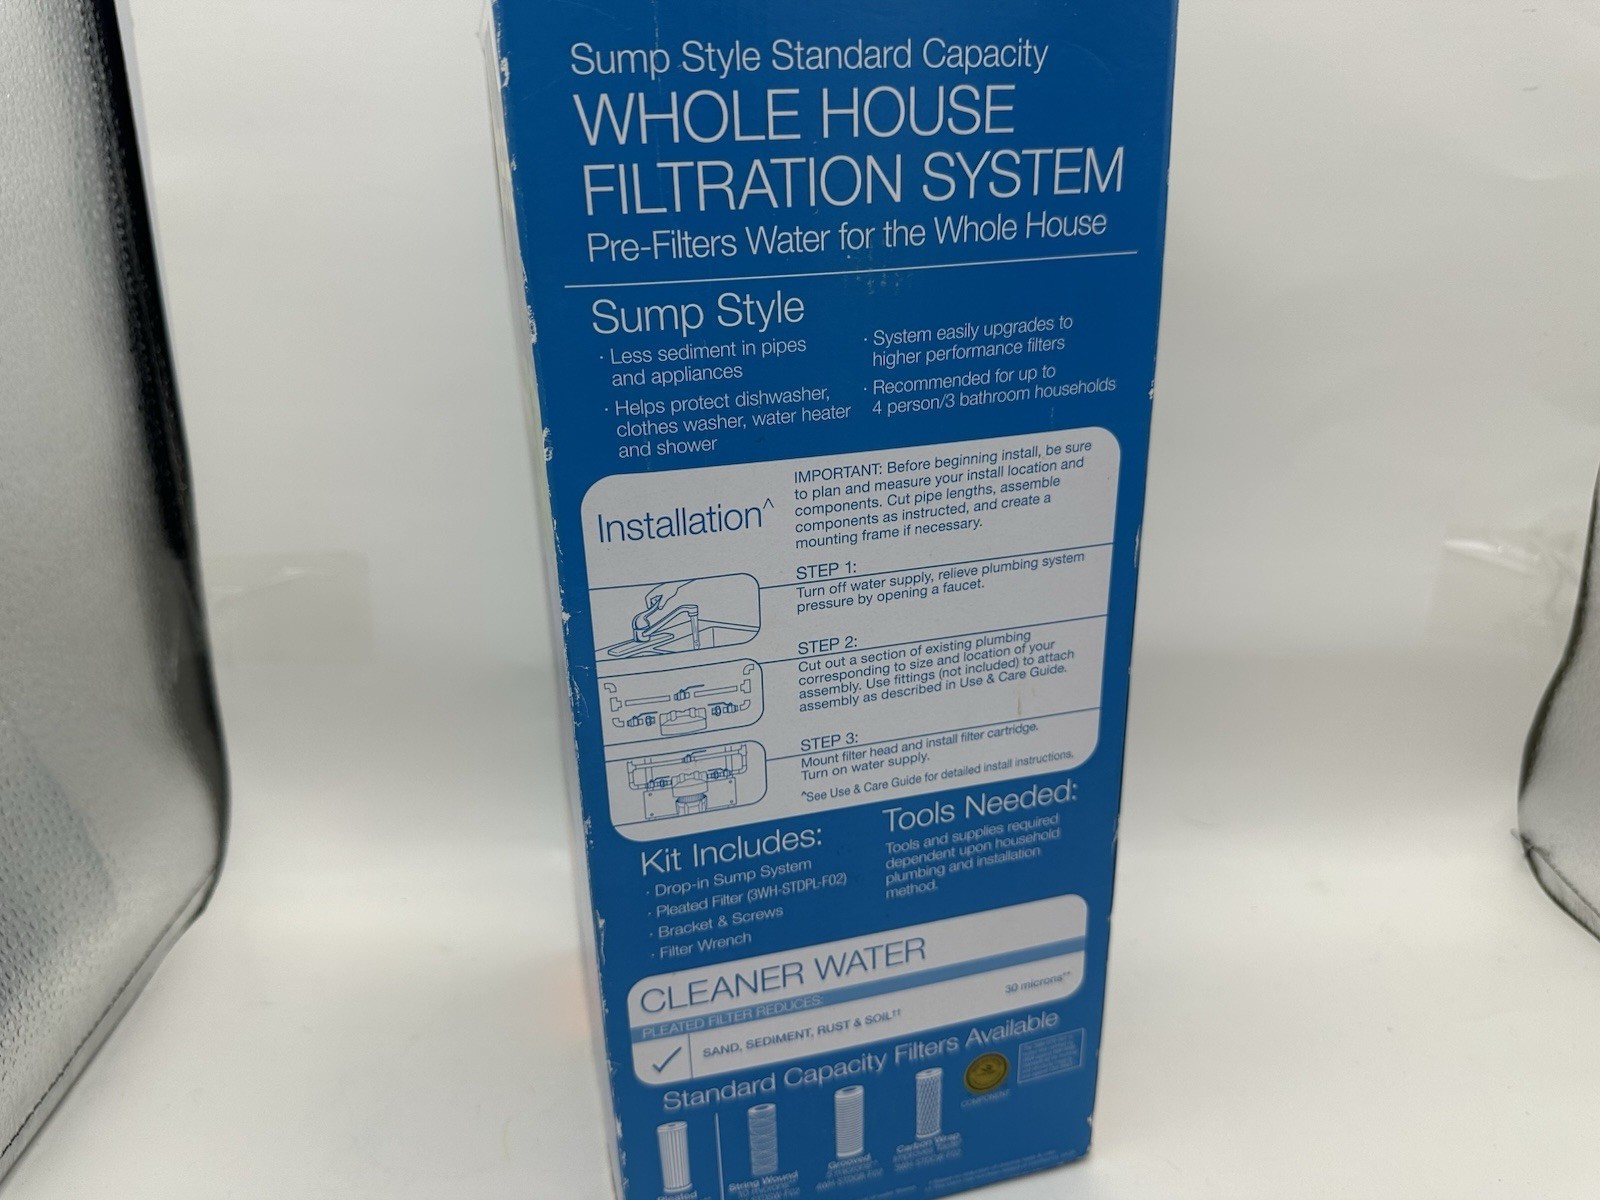 Sump Style Standard Capacity
WHOLE HOUSE
FILTRATION SYSTEM
Pre-Filters Water for the Whole House
Sump Style
· Less sediment in pipes
and appliances
· Helps protect dishwasher,
clothes washer, water heater
and shower
· System easily upgrades to
higher performance filters
· Recommended for up to
4 person/3 bathroom households
Installation^
IMPORTANT: Before beginning install, be sure
to plan and measure your install location and
components. Cut pipe lengths, assemble
components as instructed, and create a
mounting frame if necessary.
STEP 1:
Turn off water supply, relieve plumbing system
pressure by opening a faucet.
STEP 2:
Cut out a section of existing plumbing
corresponding to size and location of your
assembly. Use fittings (not included) to attach
assembly as described in Use & Care Guide.
STEP 3:
Mount filter head and install filter cartridge.
Turn on water supply.
^See Use & Care Guide for detailed install instructions.
Kit Includes:
· Drop-in Sump System
· Pleated Filter (3WH-STDPL-F02)
· Bracket & Screws
· Filter Wrench
Tools Needed:
Tools and supplies required
dependent upon household
plumbing and installation
method.
CLEANER WATER
PLEATED FILTER REDUCES:
30 microns**
SAND, SEDIMENT, RUST & SOIL††
Standard Capacity Filters Available
COMPONENT
Pleated
String Wound
Grooved
Carbon Wrap